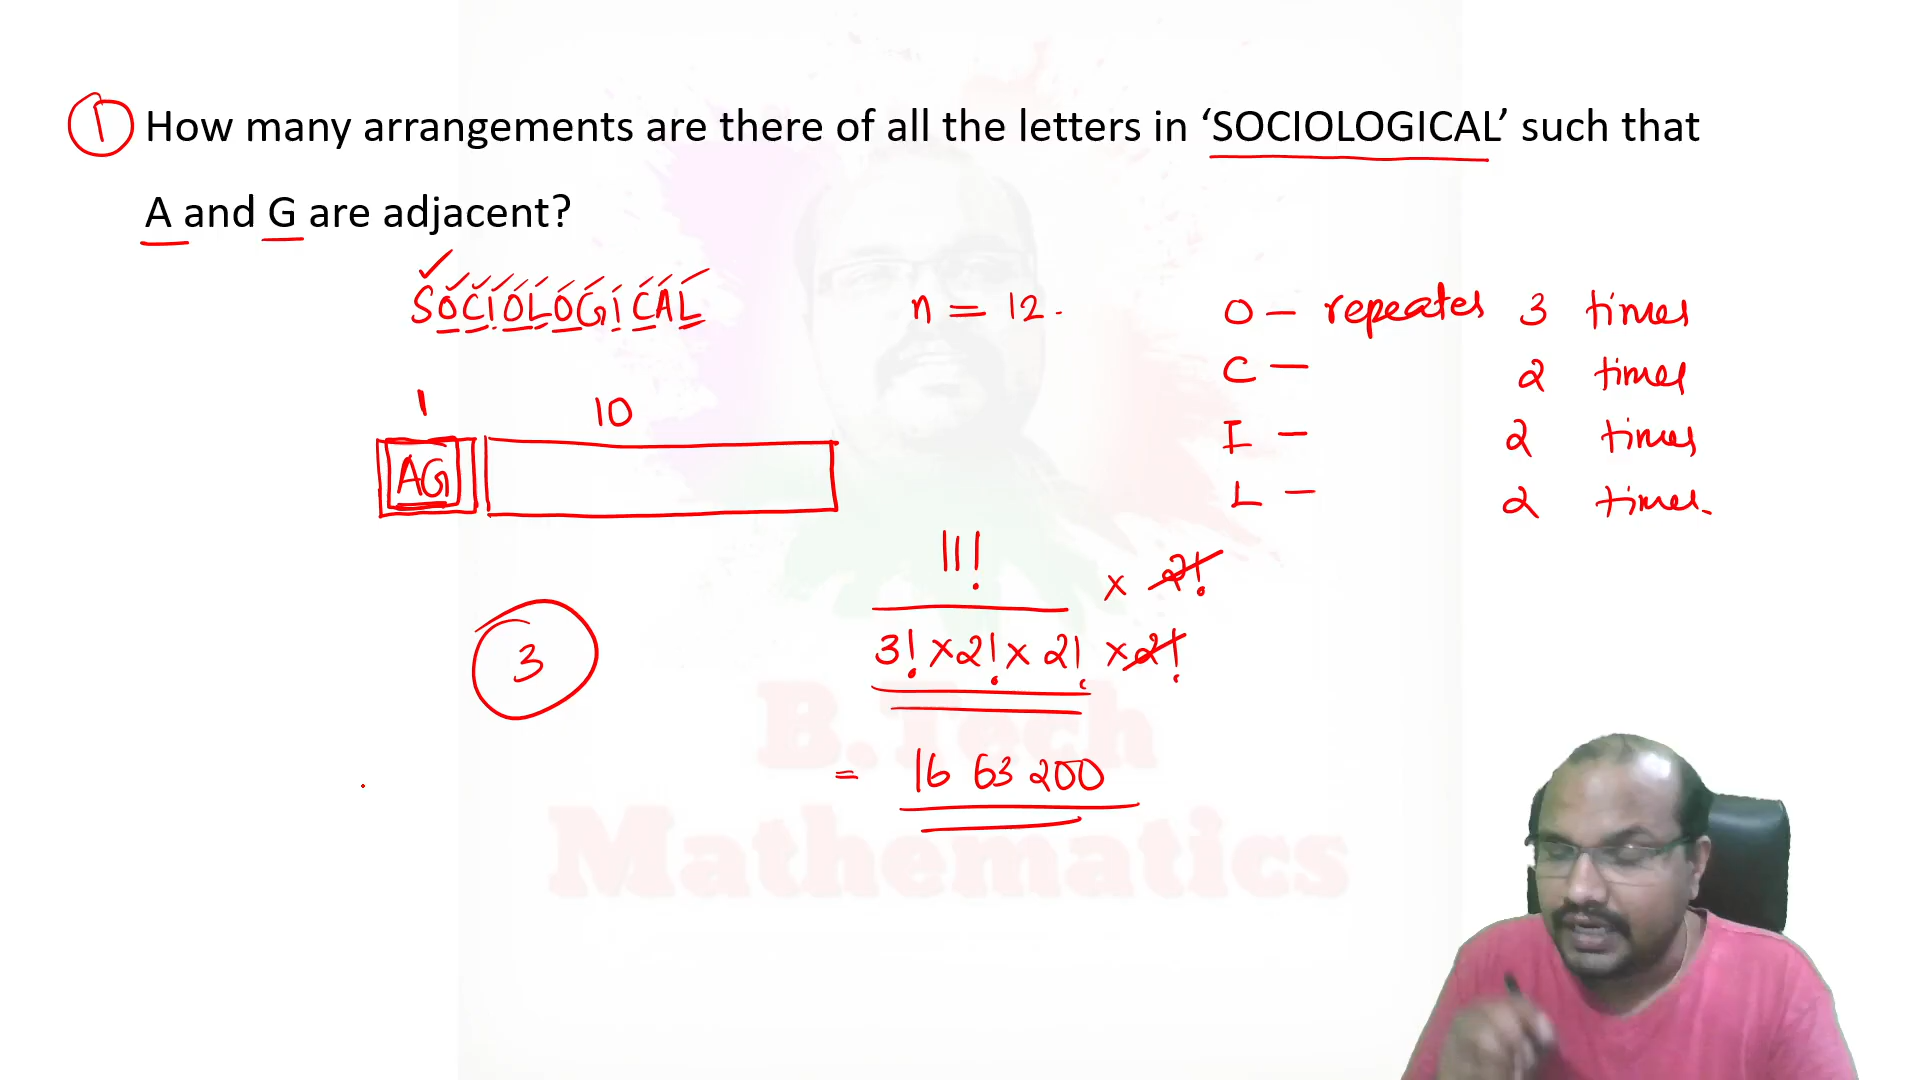 1 How many arrangements are there of all the letters in ‘SOCIOLOGICAL’ such that
A and G are adjacent?
SOCIOLOGICAL n = 12.
O – repeates 3 times
C – 2 times
I – 2 times
L – 2 times.
1 10
AG
11! × 2!
3! × 2! × 2! × 2!
3
= 16 63 200
B.Tech
Mathematics